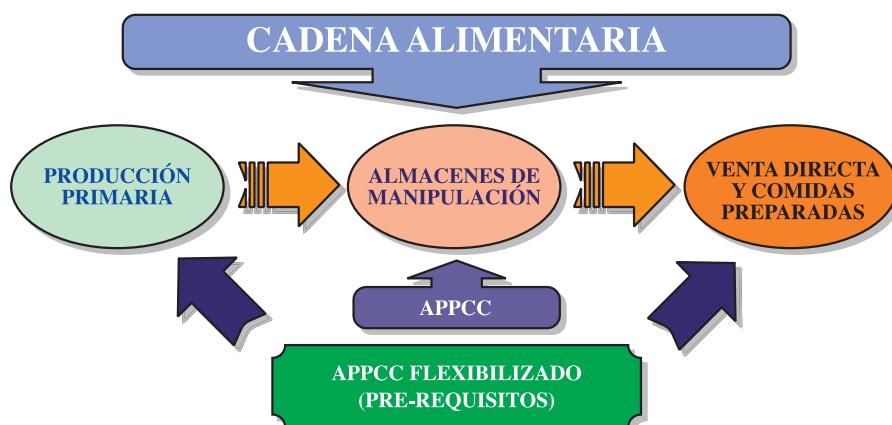 CADENA ALIMENTARIA
PRODUCCIÓN
PRIMARIA
ALMACENES DE
MANIPULACIÓN
VENTA DIRECTA
Y COMIDAS
PREPARADAS
APPCC
APPCC FLEXIBILIZADO
(PRE-REQUISITOS)